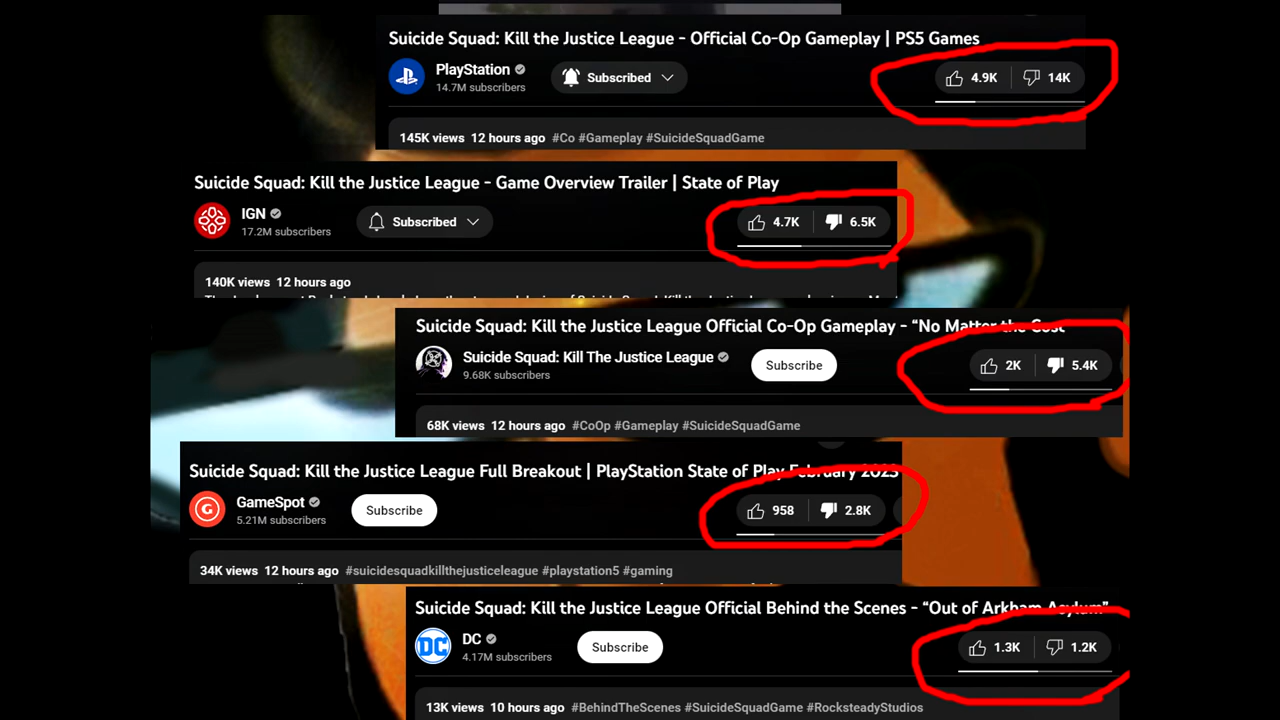 Suicide Squad: Kill the Justice League - Official Co-Op Gameplay | PS5 Games
PlayStation
14.7M subscribers
Subscribed
4.9K
14K
145K views 12 hours ago #Co #Gameplay #SuicideSquadGame
Suicide Squad: Kill the Justice League - Game Overview Trailer | State of Play
IGN
17.2M subscribers
Subscribed
4.7K
6.5K
140K views 12 hours ago
Suicide Squad: Kill the Justice League Official Co-Op Gameplay - “No Matter the Cost
Suicide Squad: Kill The Justice League
9.68K subscribers
Subscribe
2K
5.4K
68K views 12 hours ago #CoOp #Gameplay #SuicideSquadGame
Suicide Squad: Kill the Justice League Full Breakout | PlayStation State of Play February 2023
GameSpot
5.21M subscribers
Subscribe
958
2.8K
34K views 12 hours ago #suicidesquadkillthejusticeleague #playstation5 #gaming
Suicide Squad: Kill the Justice League Official Behind the Scenes - “Out of Arkham Asylum”
DC
DC
4.17M subscribers
Subscribe
1.3K
1.2K
13K views 10 hours ago #BehindTheScenes #SuicideSquadGame #RocksteadyStudios